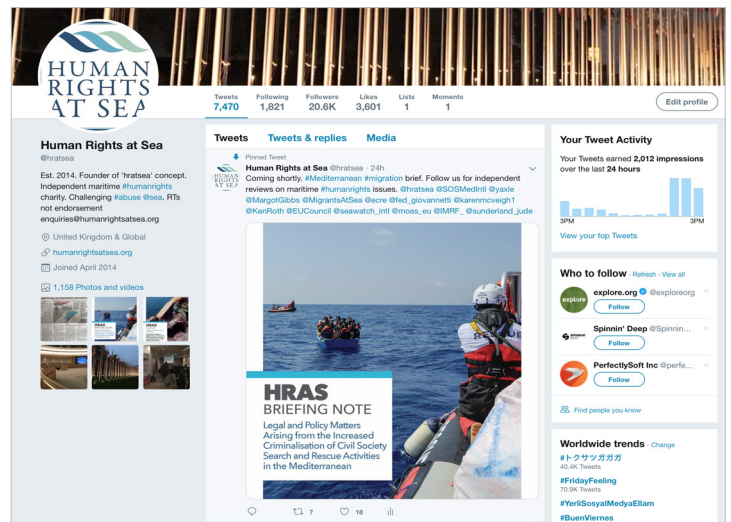 HUMAN
RIGHTS
AT SEA
Tweets Following Followers Likes Lists Moments
7,470 1,821 20.6K 3,601 1 1
Edit profile
Human Rights at Sea
@hratsea
Est. 2014. Founder of 'hratsea' concept.
Independent maritime #humanrights
charity. Challenging #abuse @sea. RTs
not endorsement
enquiries@humanrightsatsea.org
United Kingdom & Global
humanrightsatsea.org
Joined April 2014
1,158 Photos and videos
Tweets Tweets & replies Media
Pinned Tweet
HUMAN
RIGHTS
AT SEA
Human Rights at Sea @hratsea · 24h
Coming shortly. #Mediterranean #migration brief. Follow us for independent
reviews on maritime #humanrights issues. @hratsea @SOSMedIntl @yaxle
@MargotGibbs @MigrantsAtSea @ecre @fed_giovannetti @karenmcveigh1
@KenRoth @EUCouncil @seawatch_intl @moas_eu @IMRF_ @sunderland_jude
HRAS
BRIEFING NOTE
Legal and Policy Matters
Arising from the Increased
Criminalisation of Civil Society
Search and Rescue Activities
in the Mediterranean
7 18
Your Tweet Activity
Your Tweets earned 2,012 impressions
over the last 24 hours
3PM 3PM
View your top Tweets
Who to follow · Refresh · View all
explore
explore.org @exploreorg
Follow
Spinnin' Deep @Spinnin...
Follow
PerfectlySoft Inc @perfe...
Follow
Find people you know
Worldwide trends · Change
#トクサツガガガ
40.4K Tweets
#FridayFeeling
70.9K Tweets
#YerliSosyalMedyaEllam
#BuenViernes